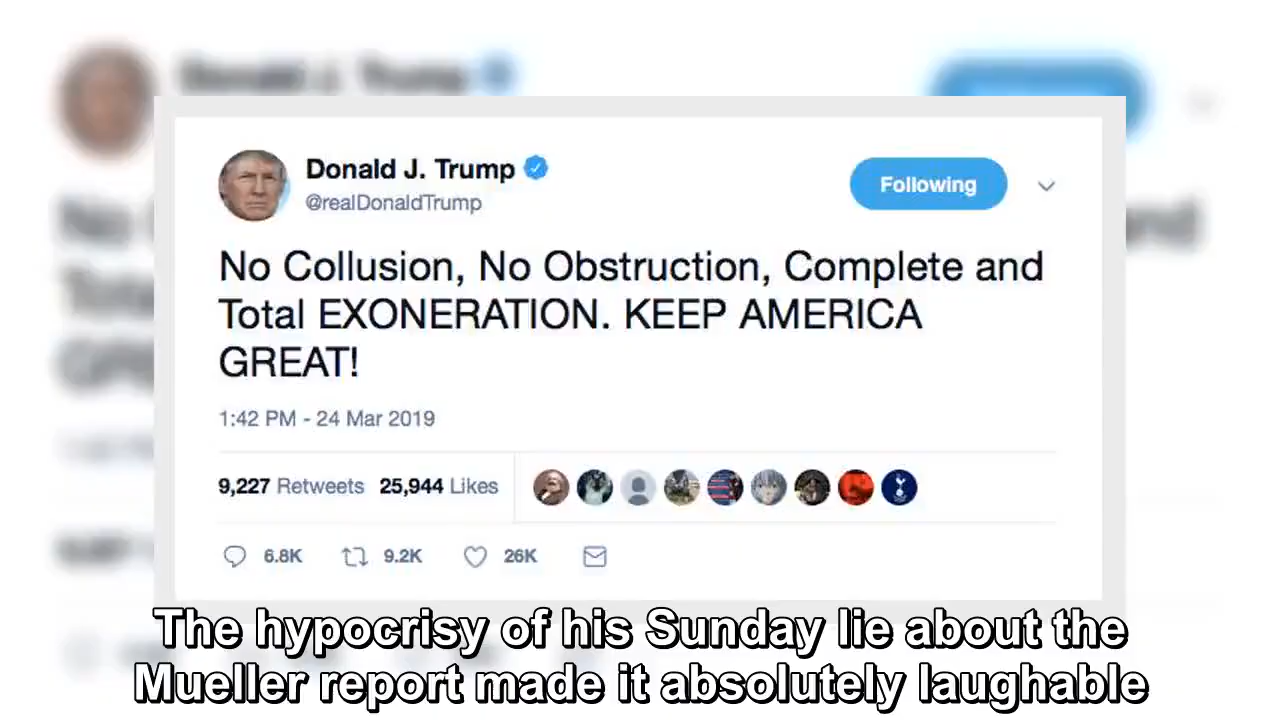 Donald J. Trump
@realDonaldTrump
Following
No Collusion, No Obstruction, Complete and
Total EXONERATION. KEEP AMERICA
GREAT!
1:42 PM - 24 Mar 2019
9,227 Retweets 25,944 Likes
6.8K 9.2K 26K
The hypocrisy of his Sunday lie about the
Mueller report made it absolutely laughable